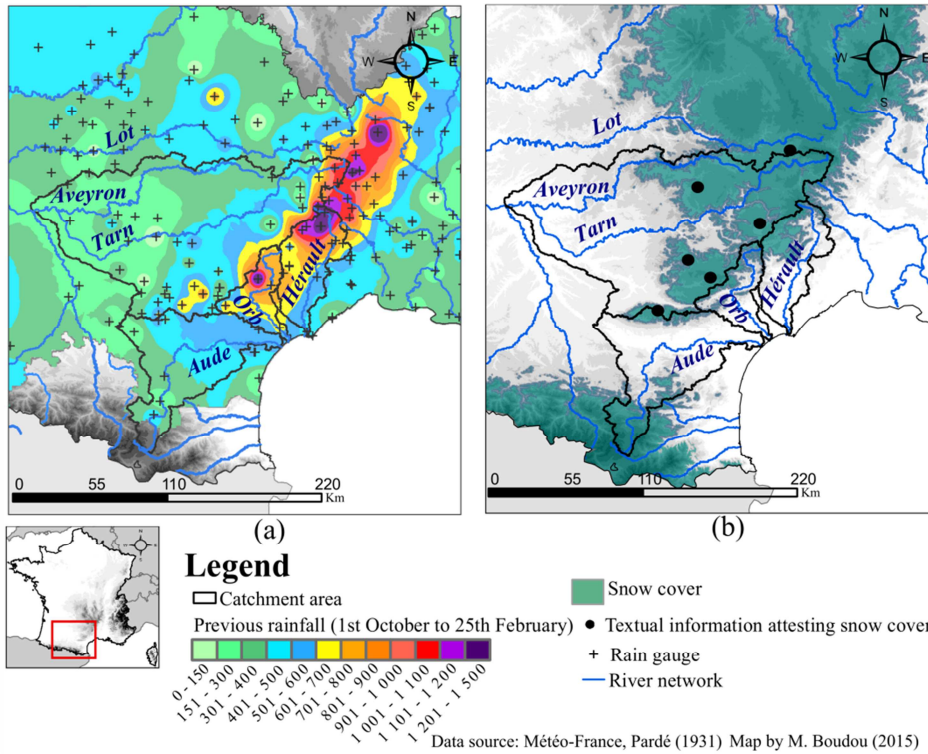 N
W E
S
Lot
Aveyron
Tarn
Orb
Hérault
Aude
0 55 110 220
Km
(a)
N
W E
S
Lot
Aveyron
Tarn
Orb
Hérault
Aude
0 55 110 220
Km
(b)
Legend
Catchment area
Previous rainfall (1st October to 25th February)
0 - 150
151 - 300
301 - 400
401 - 500
501 - 600
601 - 700
701 - 800
801 - 900
901 - 1 000
1 001 - 1 100
1 101 - 1 200
1 201 - 1 500
Snow cover
Textual information attesting snow cover
Rain gauge
River network
Data source: Météo-France, Pardé (1931) Map by M. Boudou (2015)